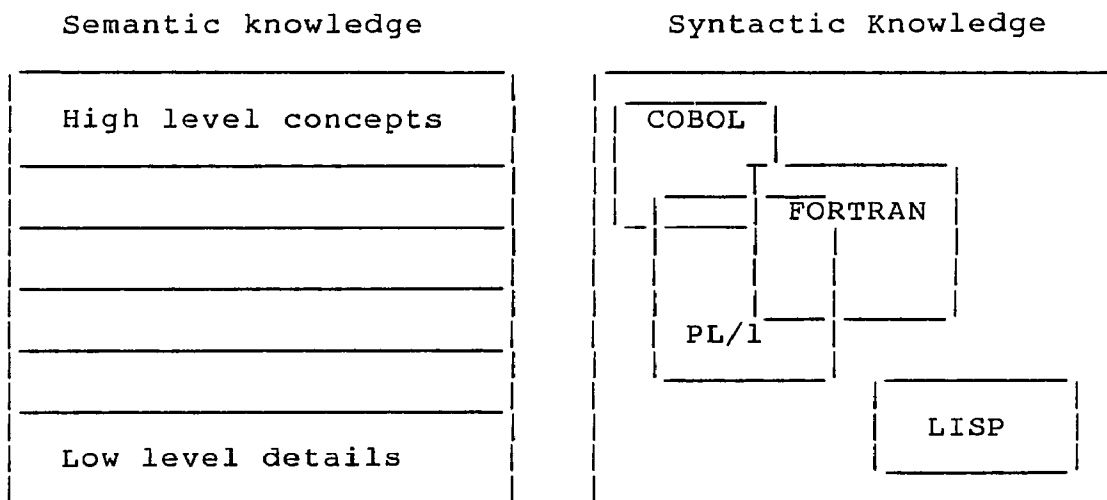 Semantic knowledge
Syntactic Knowledge
High level concepts
COBOL
FORTRAN
PL/1
LISP
Low level details